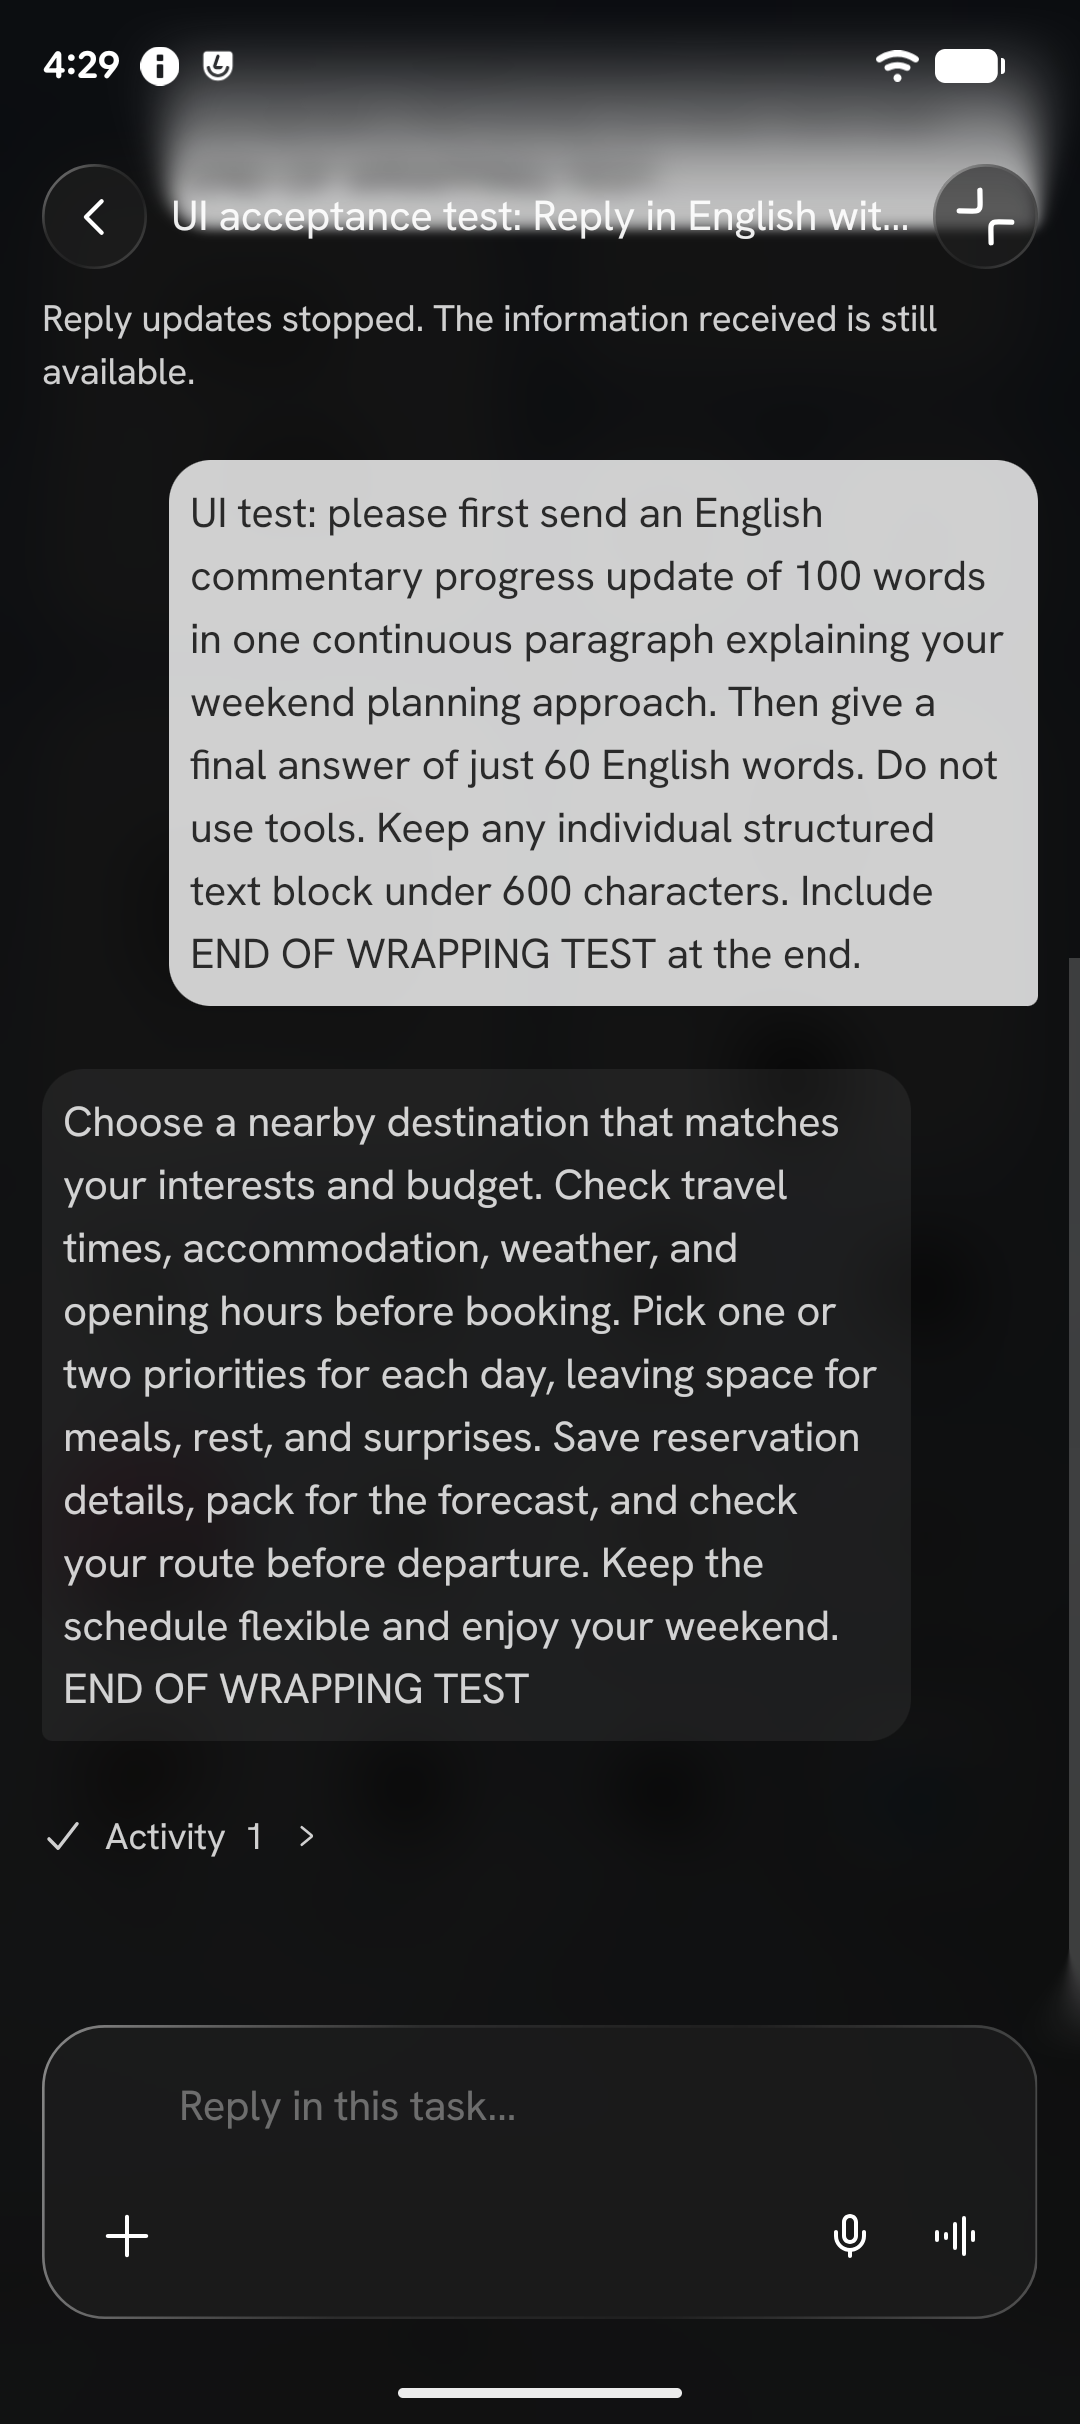 4:29
UI acceptance test: Reply in English wit...
Reply updates stopped. The information received is still
available.
UI test: please first send an English
commentary progress update of 100 words
in one continuous paragraph explaining your
weekend planning approach. Then give a
final answer of just 60 English words. Do not
use tools. Keep any individual structured
text block under 600 characters. Include
END OF WRAPPING TEST at the end.
Choose a nearby destination that matches
your interests and budget. Check travel
times, accommodation, weather, and
opening hours before booking. Pick one or
two priorities for each day, leaving space for
meals, rest, and surprises. Save reservation
details, pack for the forecast, and check
your route before departure. Keep the
schedule flexible and enjoy your weekend.
END OF WRAPPING TEST
Activity 1
Reply in this task...